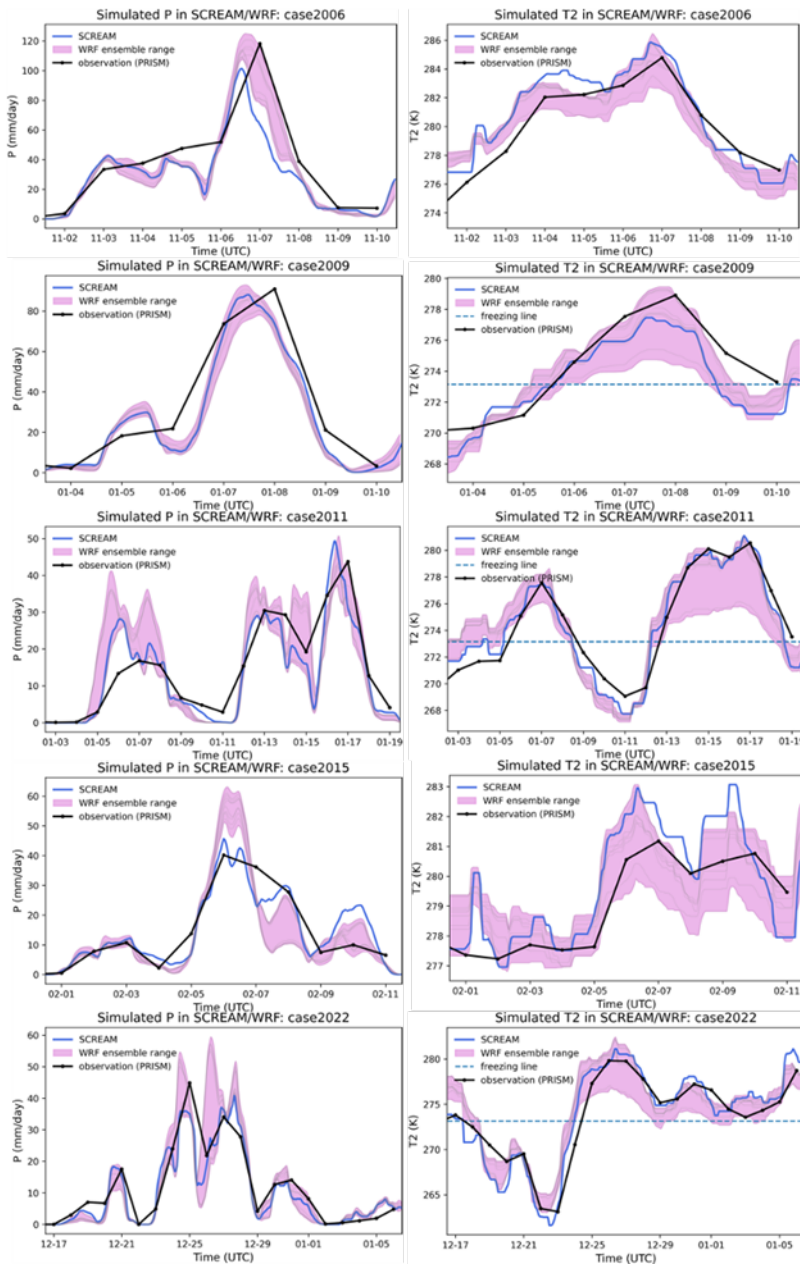 Simulated P in SCREAM/WRF: case2006
SCREAM
WRF ensemble range
observation (PRISM)
P (mm/day)
120
100
80
60
40
20
0
11-02 11-03 11-04 11-05 11-06 11-07 11-08 11-09 11-10
Time (UTC)
Simulated T2 in SCREAM/WRF: case2006
SCREAM
WRF ensemble range
observation (PRISM)
T2 (K)
286
284
282
280
278
276
274
11-02 11-03 11-04 11-05 11-06 11-07 11-08 11-09 11-10
Time (UTC)
Simulated P in SCREAM/WRF: case2009
SCREAM
WRF ensemble range
observation (PRISM)
P (mm/day)
80
60
40
20
0
01-04 01-05 01-06 01-07 01-08 01-09 01-10
Time (UTC)
Simulated T2 in SCREAM/WRF: case2009
SCREAM
WRF ensemble range
freezing line
observation (PRISM)
T2 (K)
280
278
276
274
272
270
268
01-04 01-05 01-06 01-07 01-08 01-09 01-10
Time (UTC)
Simulated P in SCREAM/WRF: case2011
SCREAM
WRF ensemble range
observation (PRISM)
P (mm/day)
50
40
30
20
10
0
01-03 01-05 01-07 01-09 01-11 01-13 01-15 01-17 01-19
Time (UTC)
Simulated T2 in SCREAM/WRF: case2011
SCREAM
WRF ensemble range
freezing line
observation (PRISM)
T2 (K)
280
278
276
274
272
270
268
01-03 01-05 01-07 01-09 01-11 01-13 01-15 01-17
Time (UTC)
Simulated P in SCREAM/WRF: case2015
SCREAM
WRF ensemble range
observation (PRISM)
P (mm/day)
60
50
40
30
20
10
0
02-01 02-03 02-05 02-07 02-09 02-11
Time (UTC)
Simulated T2 in SCREAM/WRF: case2015
SCREAM
WRF ensemble range
observation (PRISM)
T2 (K)
283
282
281
280
279
278
277
02-01 02-03 02-05 02-07 02-09 02-11
Time (UTC)
Simulated P in SCREAM/WRF: case2022
SCREAM
WRF ensemble range
observation (PRISM)
P (mm/day)
60
50
40
30
20
10
0
12-17 12-21 12-25 12-29 01-01 01-05
Time (UTC)
Simulated T2 in SCREAM/WRF: case2022
SCREAM
WRF ensemble range
freezing line
observation (PRISM)
T2 (K)
280
275
270
265
12-17 12-21 12-25 12-29 01-01 01-05
Time (UTC)